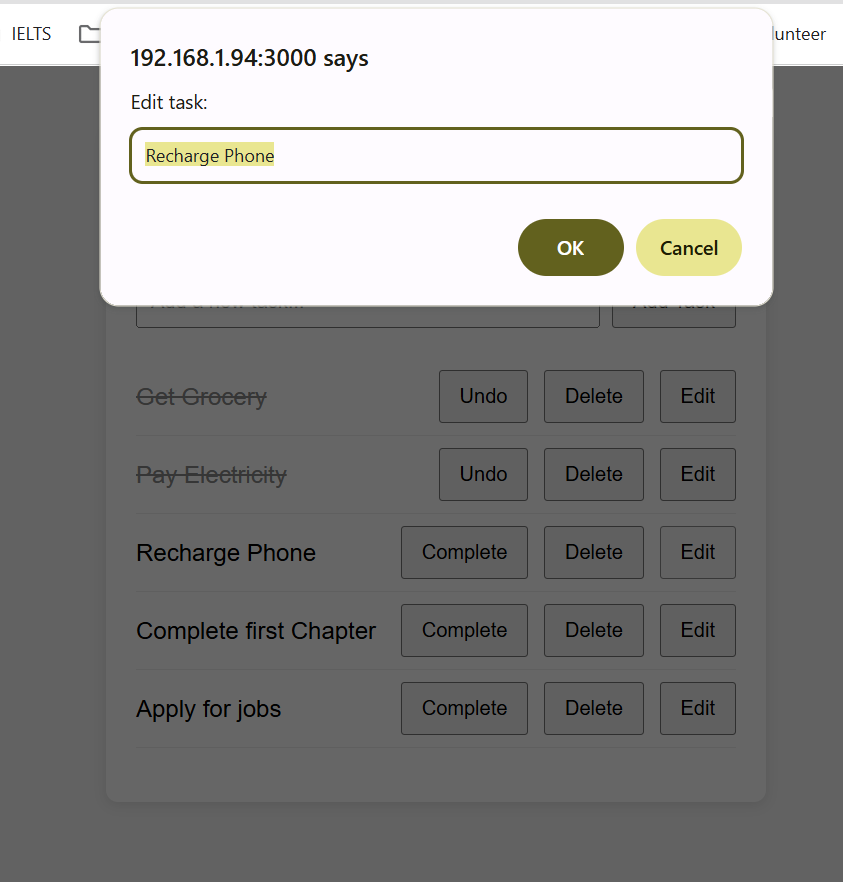 IELTS
lunteer
192.168.1.94:3000 says
Edit task:
Recharge Phone
OK Cancel
Get Grocery Undo Delete Edit
Pay Electricity Undo Delete Edit
Recharge Phone Complete Delete Edit
Complete first Chapter Complete Delete Edit
Apply for jobs Complete Delete Edit